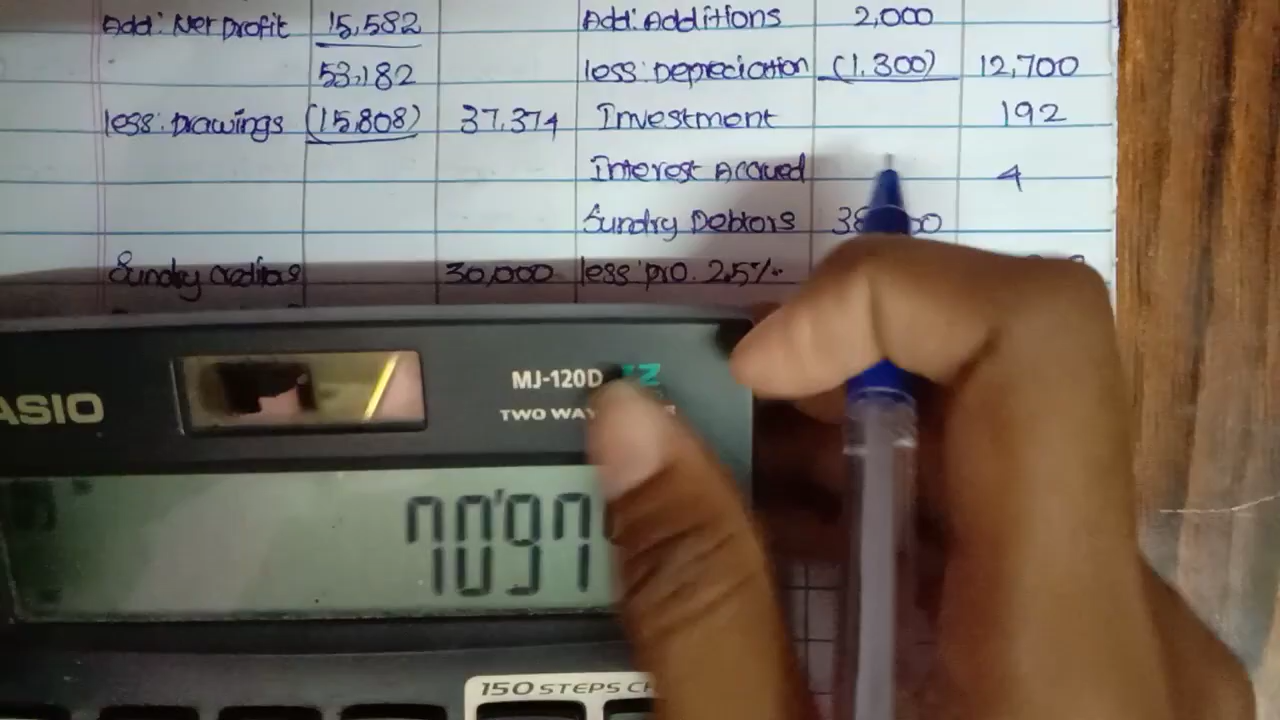 Add: Net profit 15,582 Add: Additions 2,000
53,182 less: Depreciation (1,300) 12,700
less: Drawings (15,808) 37,374 Investment 192
Interest Accrued 4
Sundry Debtors
Sundry creditors 30,000 less pro. 2.5%
MJ-120D
TWO WAY
70'97
150 STEPS